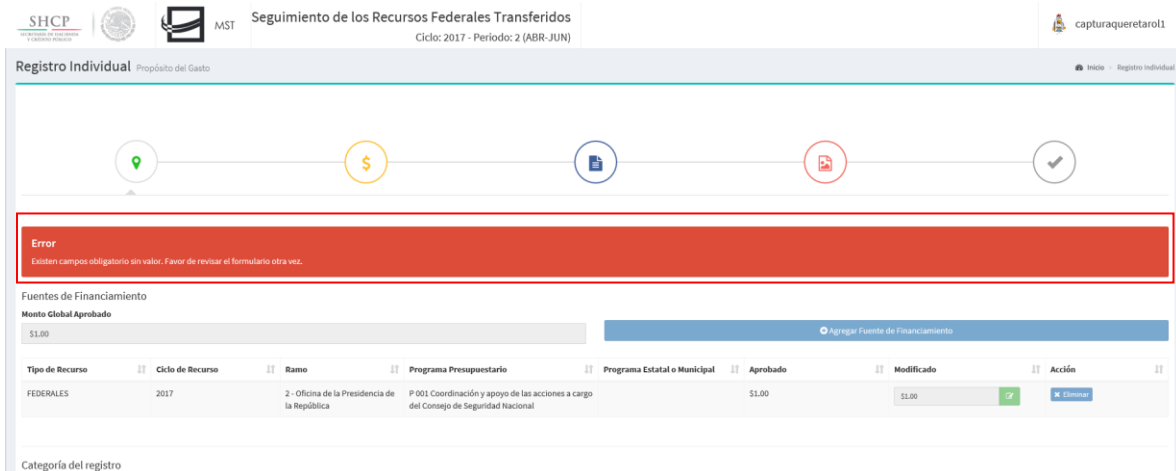 SHCP
SECRETARÍA DE HACIENDA
Y CRÉDITO PÚBLICO
MST
Seguimiento de los Recursos Federales Transferidos
Ciclo: 2017 - Periodo: 2 (ABR-JUN)
capturaqueretarol1
Registro Individual Propósito del Gasto
Inicio - Registro Individual
Error
Existen campos obligatorio sin valor. Favor de revisar el formulario otra vez.
Fuentes de Financiamiento
Monto Global Aprobado
$1.00
Agregar Fuente de Financiamiento
Tipo de Recurso Ciclo de Recurso Ramo Programa Presupuestario Programa Estatal o Municipal Aprobado Modificado Acción
FEDERALES 2017 2 - Oficina de la Presidencia de P 001 Coordinación y apoyo de las acciones a cargo $1.00 $1.00 Eliminar
la República del Consejo de Seguridad Nacional
Categoría del registro